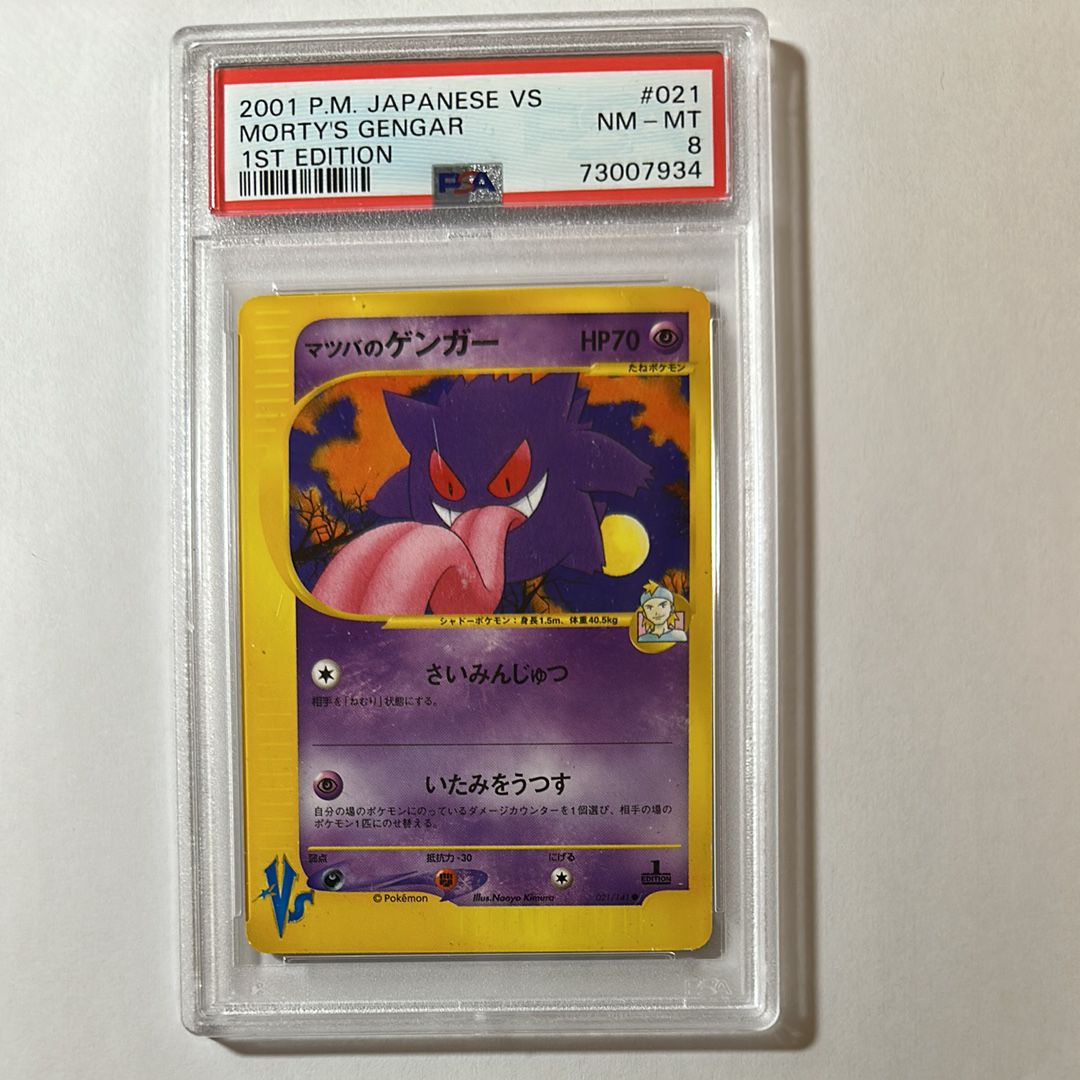 2001 P.M. JAPANESE VS #021
MORTY'S GENGAR NM - MT
1ST EDITION 8
PSA 73007934
マツバのゲンガー HP70
たねポケモン
シャドーポケモン：身長1.5m、体重40.5kg
さいみんじゅつ
相手を「ねむり」状態にする。
いたみをうつす
自分の場のポケモンにのっているダメージカウンターを1個選び、相手の場の
ポケモン1匹にのせ替える。
弱点 抵抗力 -30 にげる
1
EDITION
VS
©Pokémon Illus.Naoyo Kimura 021/141
PSA